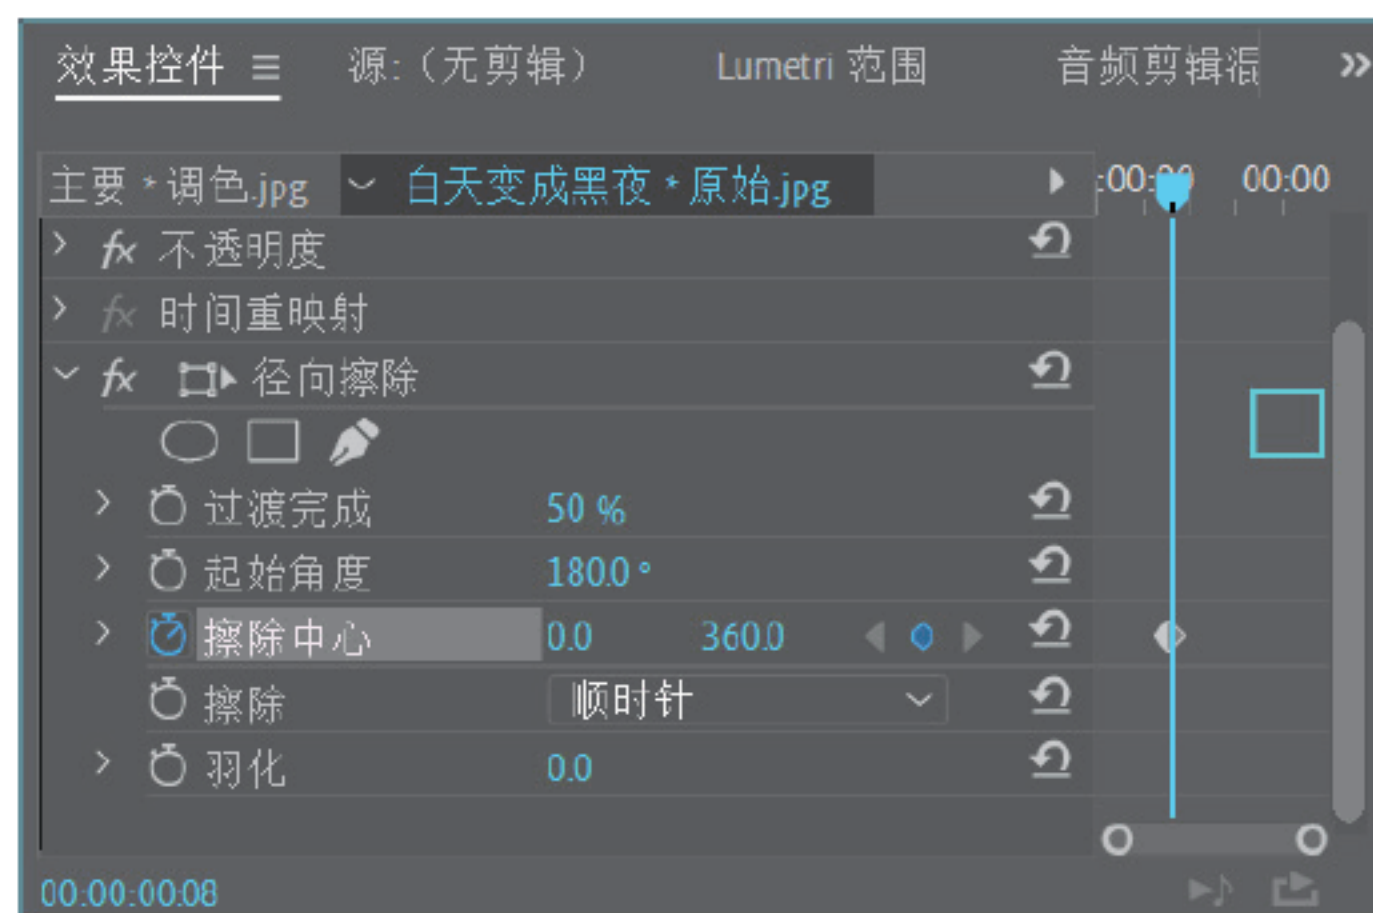 效果控件 源:（无剪辑） Lumetri 范围 音频剪辑混
主要 * 调色.jpg 白天变成黑夜 * 原始.jpg :00:00 00:00
fx 不透明度
fx 时间重映射
fx 径向擦除
过渡完成 50 %
起始角度 180.0 °
擦除中心 0.0 360.0
擦除 顺时针
羽化 0.0
00:00:00:08